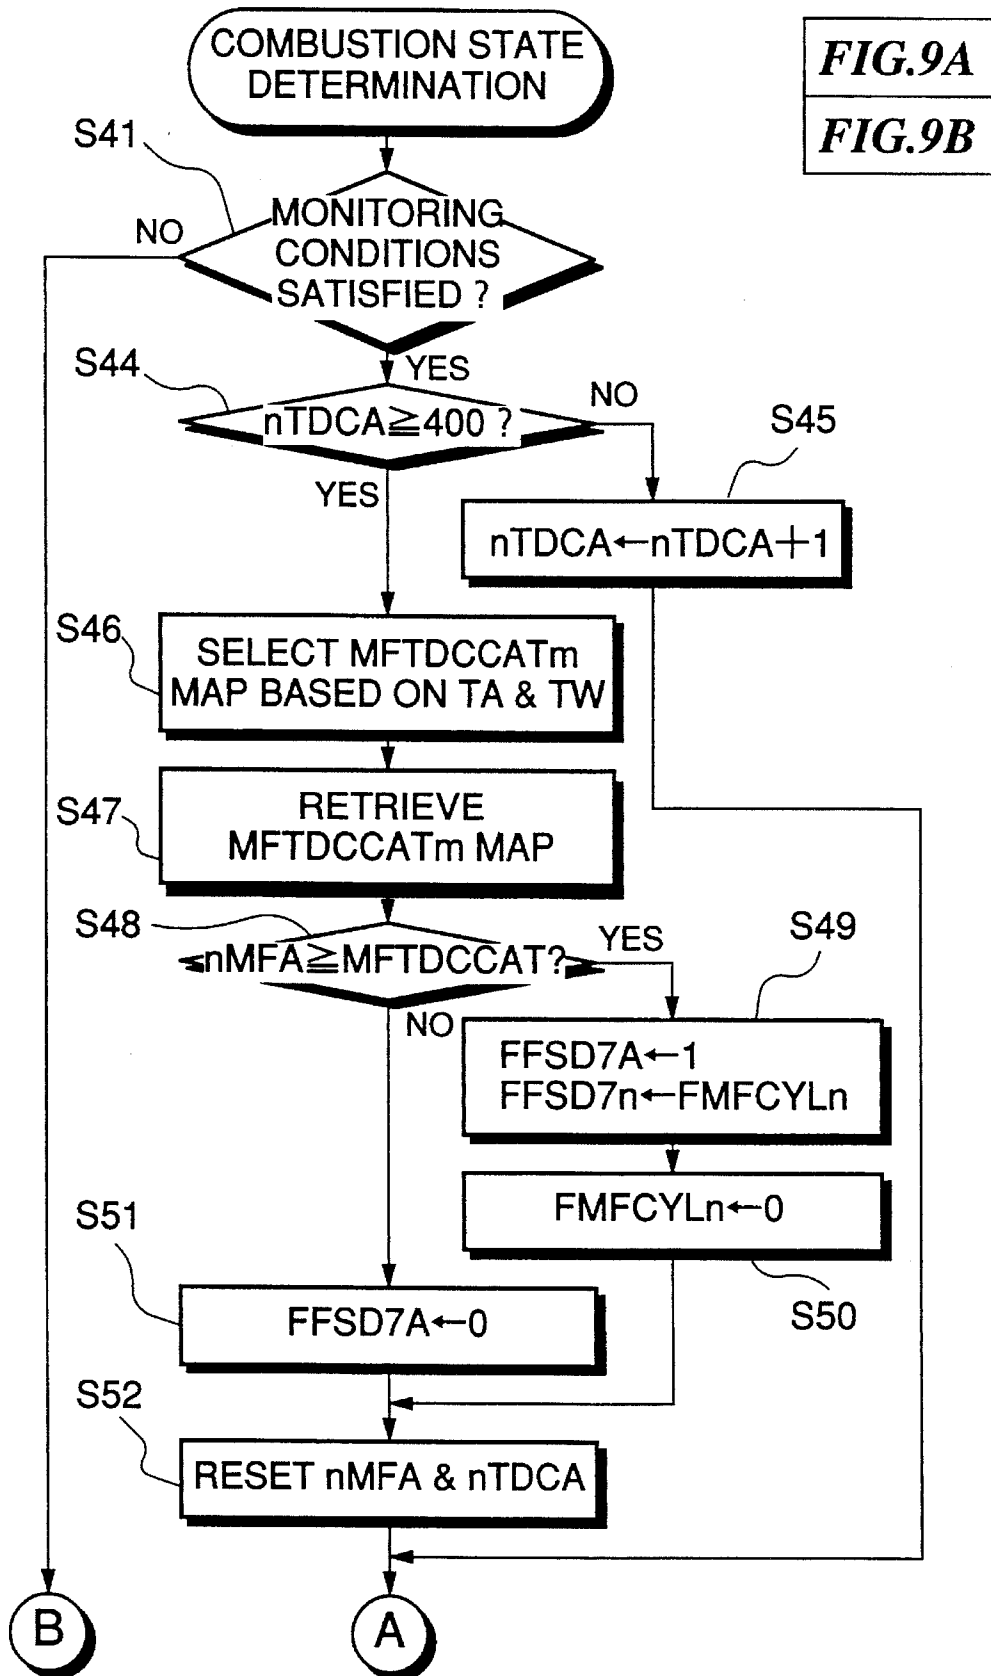 COMBUSTION STATE
DETERMINATION
FIG.9A
FIG.9B
S41
MONITORING
CONDITIONS
SATISFIED ?
NO
YES
S44
nTDCA≧400 ?
NO
YES
S45
nTDCA←nTDCA+1
S46
SELECT MFTDCCATm
MAP BASED ON TA & TW
S47
RETRIEVE
MFTDCCATm MAP
S48
nMFA≧MFTDCCAT?
YES
NO
S49
FFSD7A←1
FFSD7n←FMFCYLn
FMFCYLn←0
S50
S51
FFSD7A←0
S52
RESET nMFA & nTDCA
B
A